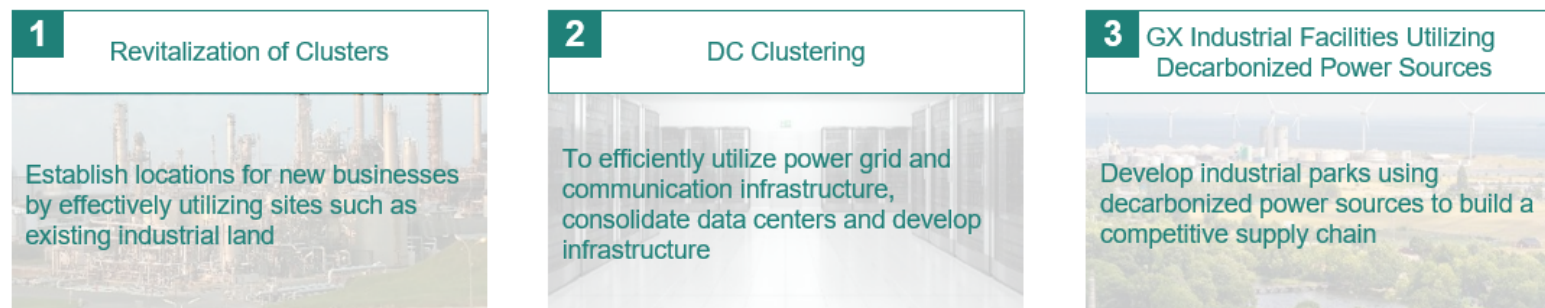 1
Revitalization of Clusters
Establish locations for new businesses
by effectively utilizing sites such as
existing industrial land
2
DC Clustering
To efficiently utilize power grid and
communication infrastructure,
consolidate data centers and develop
infrastructure
3
GX Industrial Facilities Utilizing
Decarbonized Power Sources
Develop industrial parks using
decarbonized power sources to build a
competitive supply chain